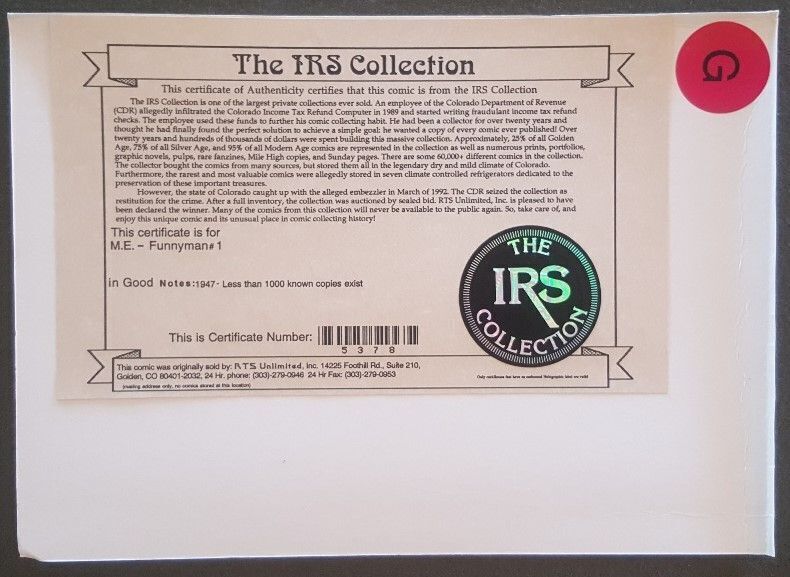 The IRS Collection
G
This certificate of Authenticity certifies that this comic is from the IRS Collection
The IRS Collection is one of the largest private collections ever sold. An employee of the Colorado Department of Revenue
(CDR) allegedly infiltrated the Colorado Income Tax Refund Computer in 1989 and started writing fraudulant income tax refund
checks. The employee used these funds to further his comic collecting habit. He had been a collector for over twenty years and
thought he had finally found the perfect solution to achieve a simple goal: he wanted a copy of every comic ever published! Over
twenty years and hundreds of thousands of dollars were spent building this massive collection. Approximately, 25% of all Golden
Age, 75% of all Silver Age, and 95% of all Modern Age comics are represented in the collection as well as numerous prints, portfolios,
graphic novels, pulps, rare fanzines, Mile High copies, and Sunday pages. There are some 60,000+ different comics in the collection.
The collector bought the comics from many sources, but stored them all in the legendary dry and mild climate of Colorado.
Furthermore, the rarest and most valuable comics were allegedly stored in seven climate controlled refrigerators dedicated to the
preservation of these important treasures.
However, the state of Colorado caught up with the alleged embezzler in March of 1992. The CDR seized the collection as
restitution for the crime. After a full inventory, the collection was auctioned by sealed bid. RTS Unlimited, Inc. is pleased to have
been declared the winner. Many of the comics from this collection will never be available to the public again. So, take care of, and
enjoy this unique comic and its unusual place in comic collecting history!
This certificate is for
M.E. - Funnyman#1
in Good Notes:1947- Less than 1000 known copies exist
THE
IRS
COLLECTION
This is Certificate Number:
5 3 7 8
This comic was originally sold by: RTS Unlimited, Inc. 14225 Foothill Rd., Suite 210,
Golden, CO 80401-2032, 24 Hr. phone: (303)-279-0946 24 Hr Fax: (303)-279-0953
(mailing address only, no comics stored at this location)
Only certificates that have an authorized Holographic label are valid